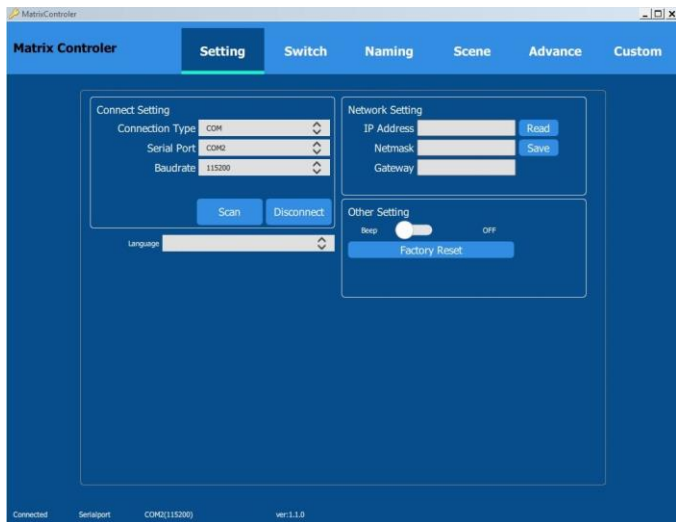 MatrixControler
Matrix Controler
Setting
Switch
Naming
Scene
Advance
Custom
Connect Setting
Connection Type COM
Serial Port COM2
Baudrate 115200
Scan
Disconnect
Language
Network Setting
IP Address
Read
Netmask
Save
Gateway
Other Setting
Beep
OFF
Factory Reset
Connected
Serialport
COM2(115200)
ver:1.1.0